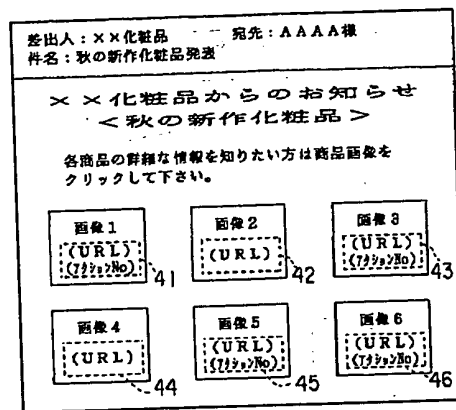 差出人：××化粧品　宛先：AAAA様
件名：秋の新作化粧品発表
××化粧品からのお知らせ
＜秋の新作化粧品＞
各商品の詳細な情報を知りたい方は商品画像を
クリックして下さい。
画像1　画像2　画像3
(URL)　(URL)　(URL)
(ｱｸｼｮﾝNo)　(ｱｸｼｮﾝNo)
41　42　43
画像4　画像5　画像6
(URL)　(URL)　(URL)
(ｱｸｼｮﾝNo)　(ｱｸｼｮﾝNo)
44　45　46